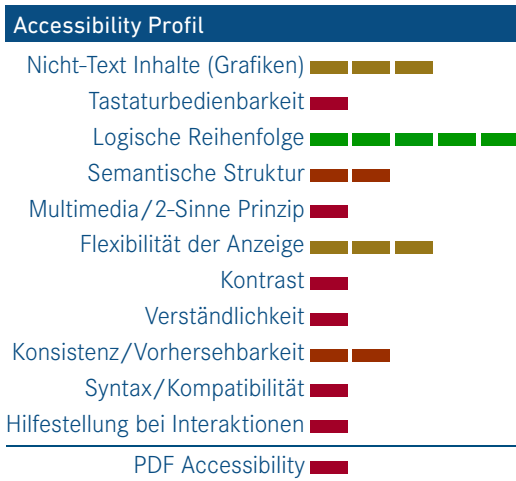 Accessibility Profil
Nicht-Text Inhalte (Grafiken)
Tastaturbedienbarkeit
Logische Reihenfolge
Semantische Struktur
Multimedia/2-Sinne Prinzip
Flexibilität der Anzeige
Kontrast
Verständlichkeit
Konsistenz/Vorhersehbarkeit
Syntax/Kompatibilität
Hilfestellung bei Interaktionen
PDF Accessibility